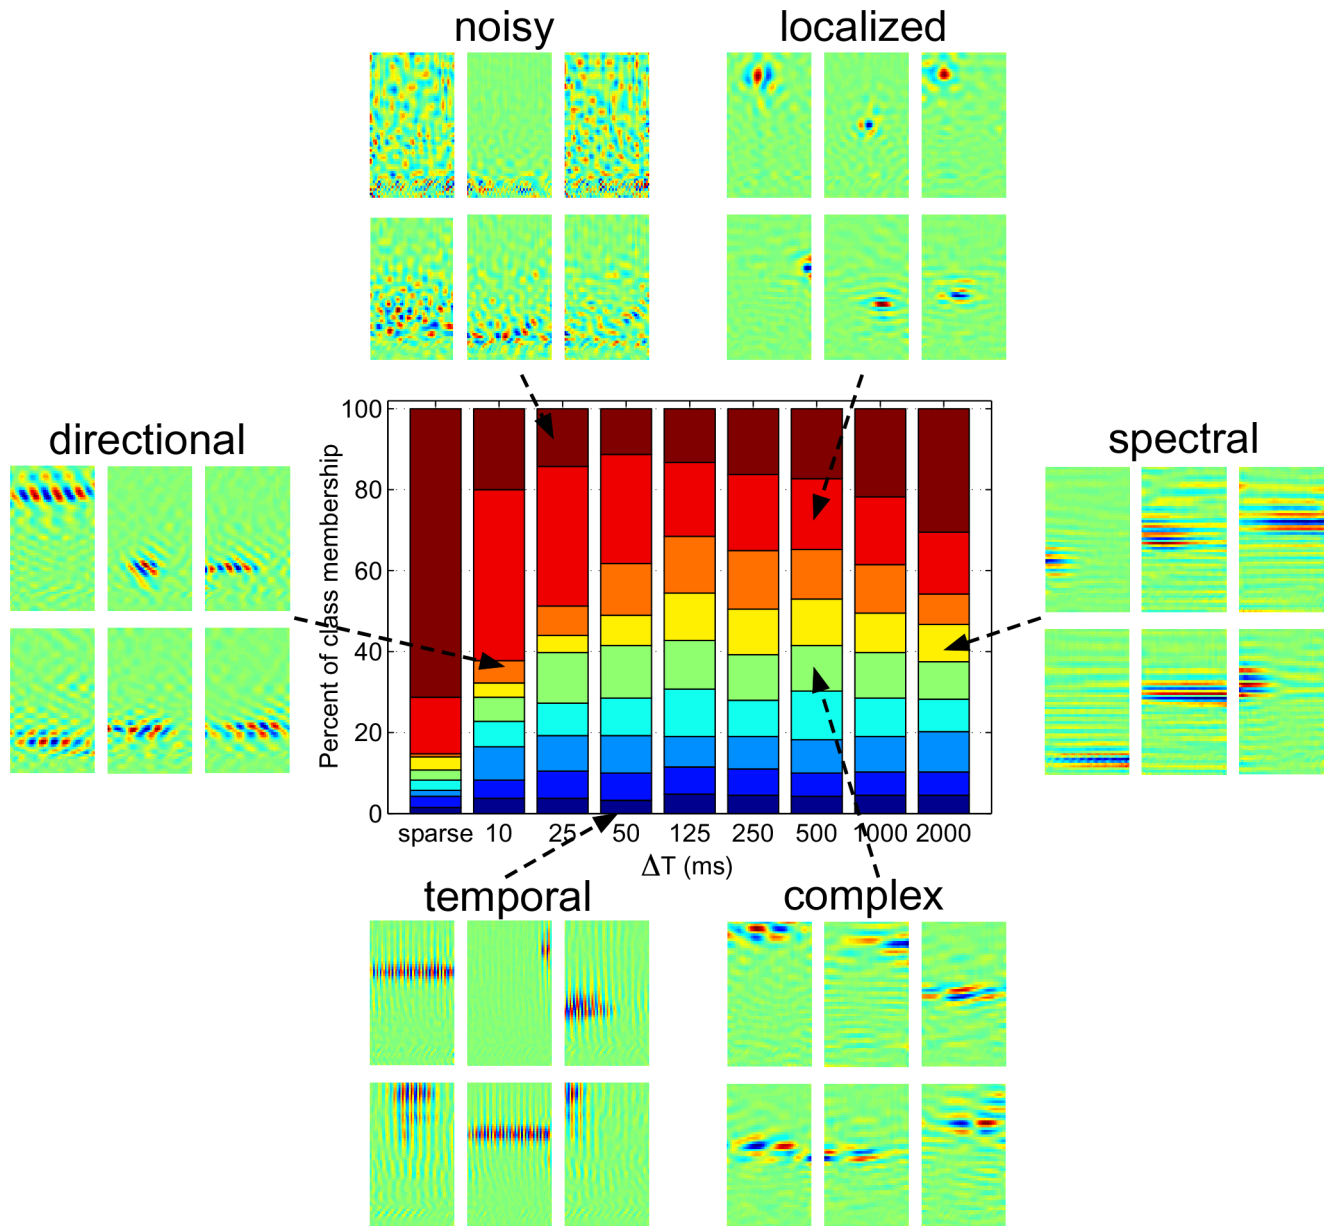 noisy
localized
directional
spectral
Percent of class membership
100
80
60
40
20
0
sparse 10 25 50 125 250 500 1000 2000
ΔT (ms)
temporal
complex